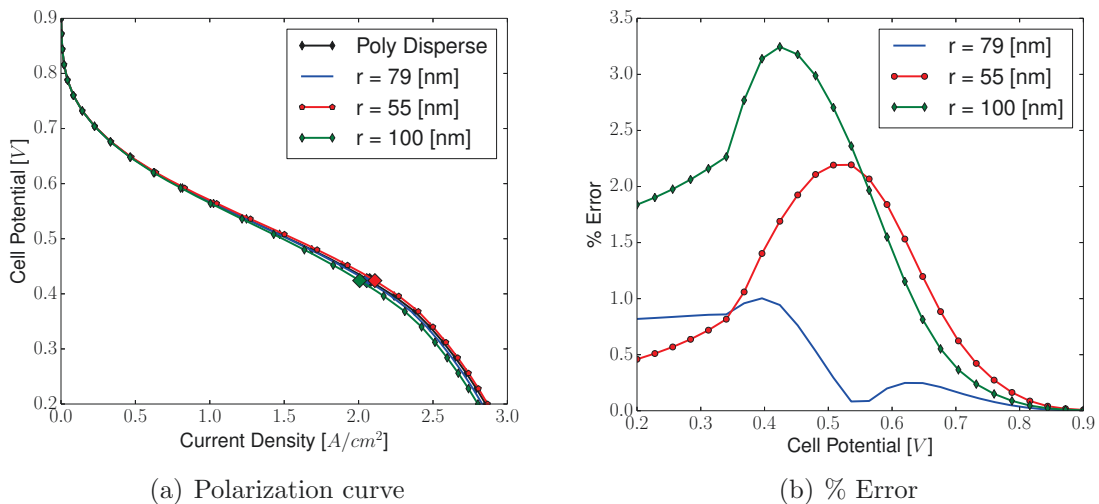 0.9
0.8
0.7
0.6
0.5
0.4
0.3
0.2
0.0 0.5 1.0 1.5 2.0 2.5 3.0
Cell Potential [V]
Current Density [A/cm²]
Poly Disperse
r = 79 [nm]
r = 55 [nm]
r = 100 [nm]
(a) Polarization curve
3.5
3.0
2.5
2.0
1.5
1.0
0.5
0.0
0.2 0.3 0.4 0.5 0.6 0.7 0.8 0.9
% Error
Cell Potential [V]
r = 79 [nm]
r = 55 [nm]
r = 100 [nm]
(b) % Error